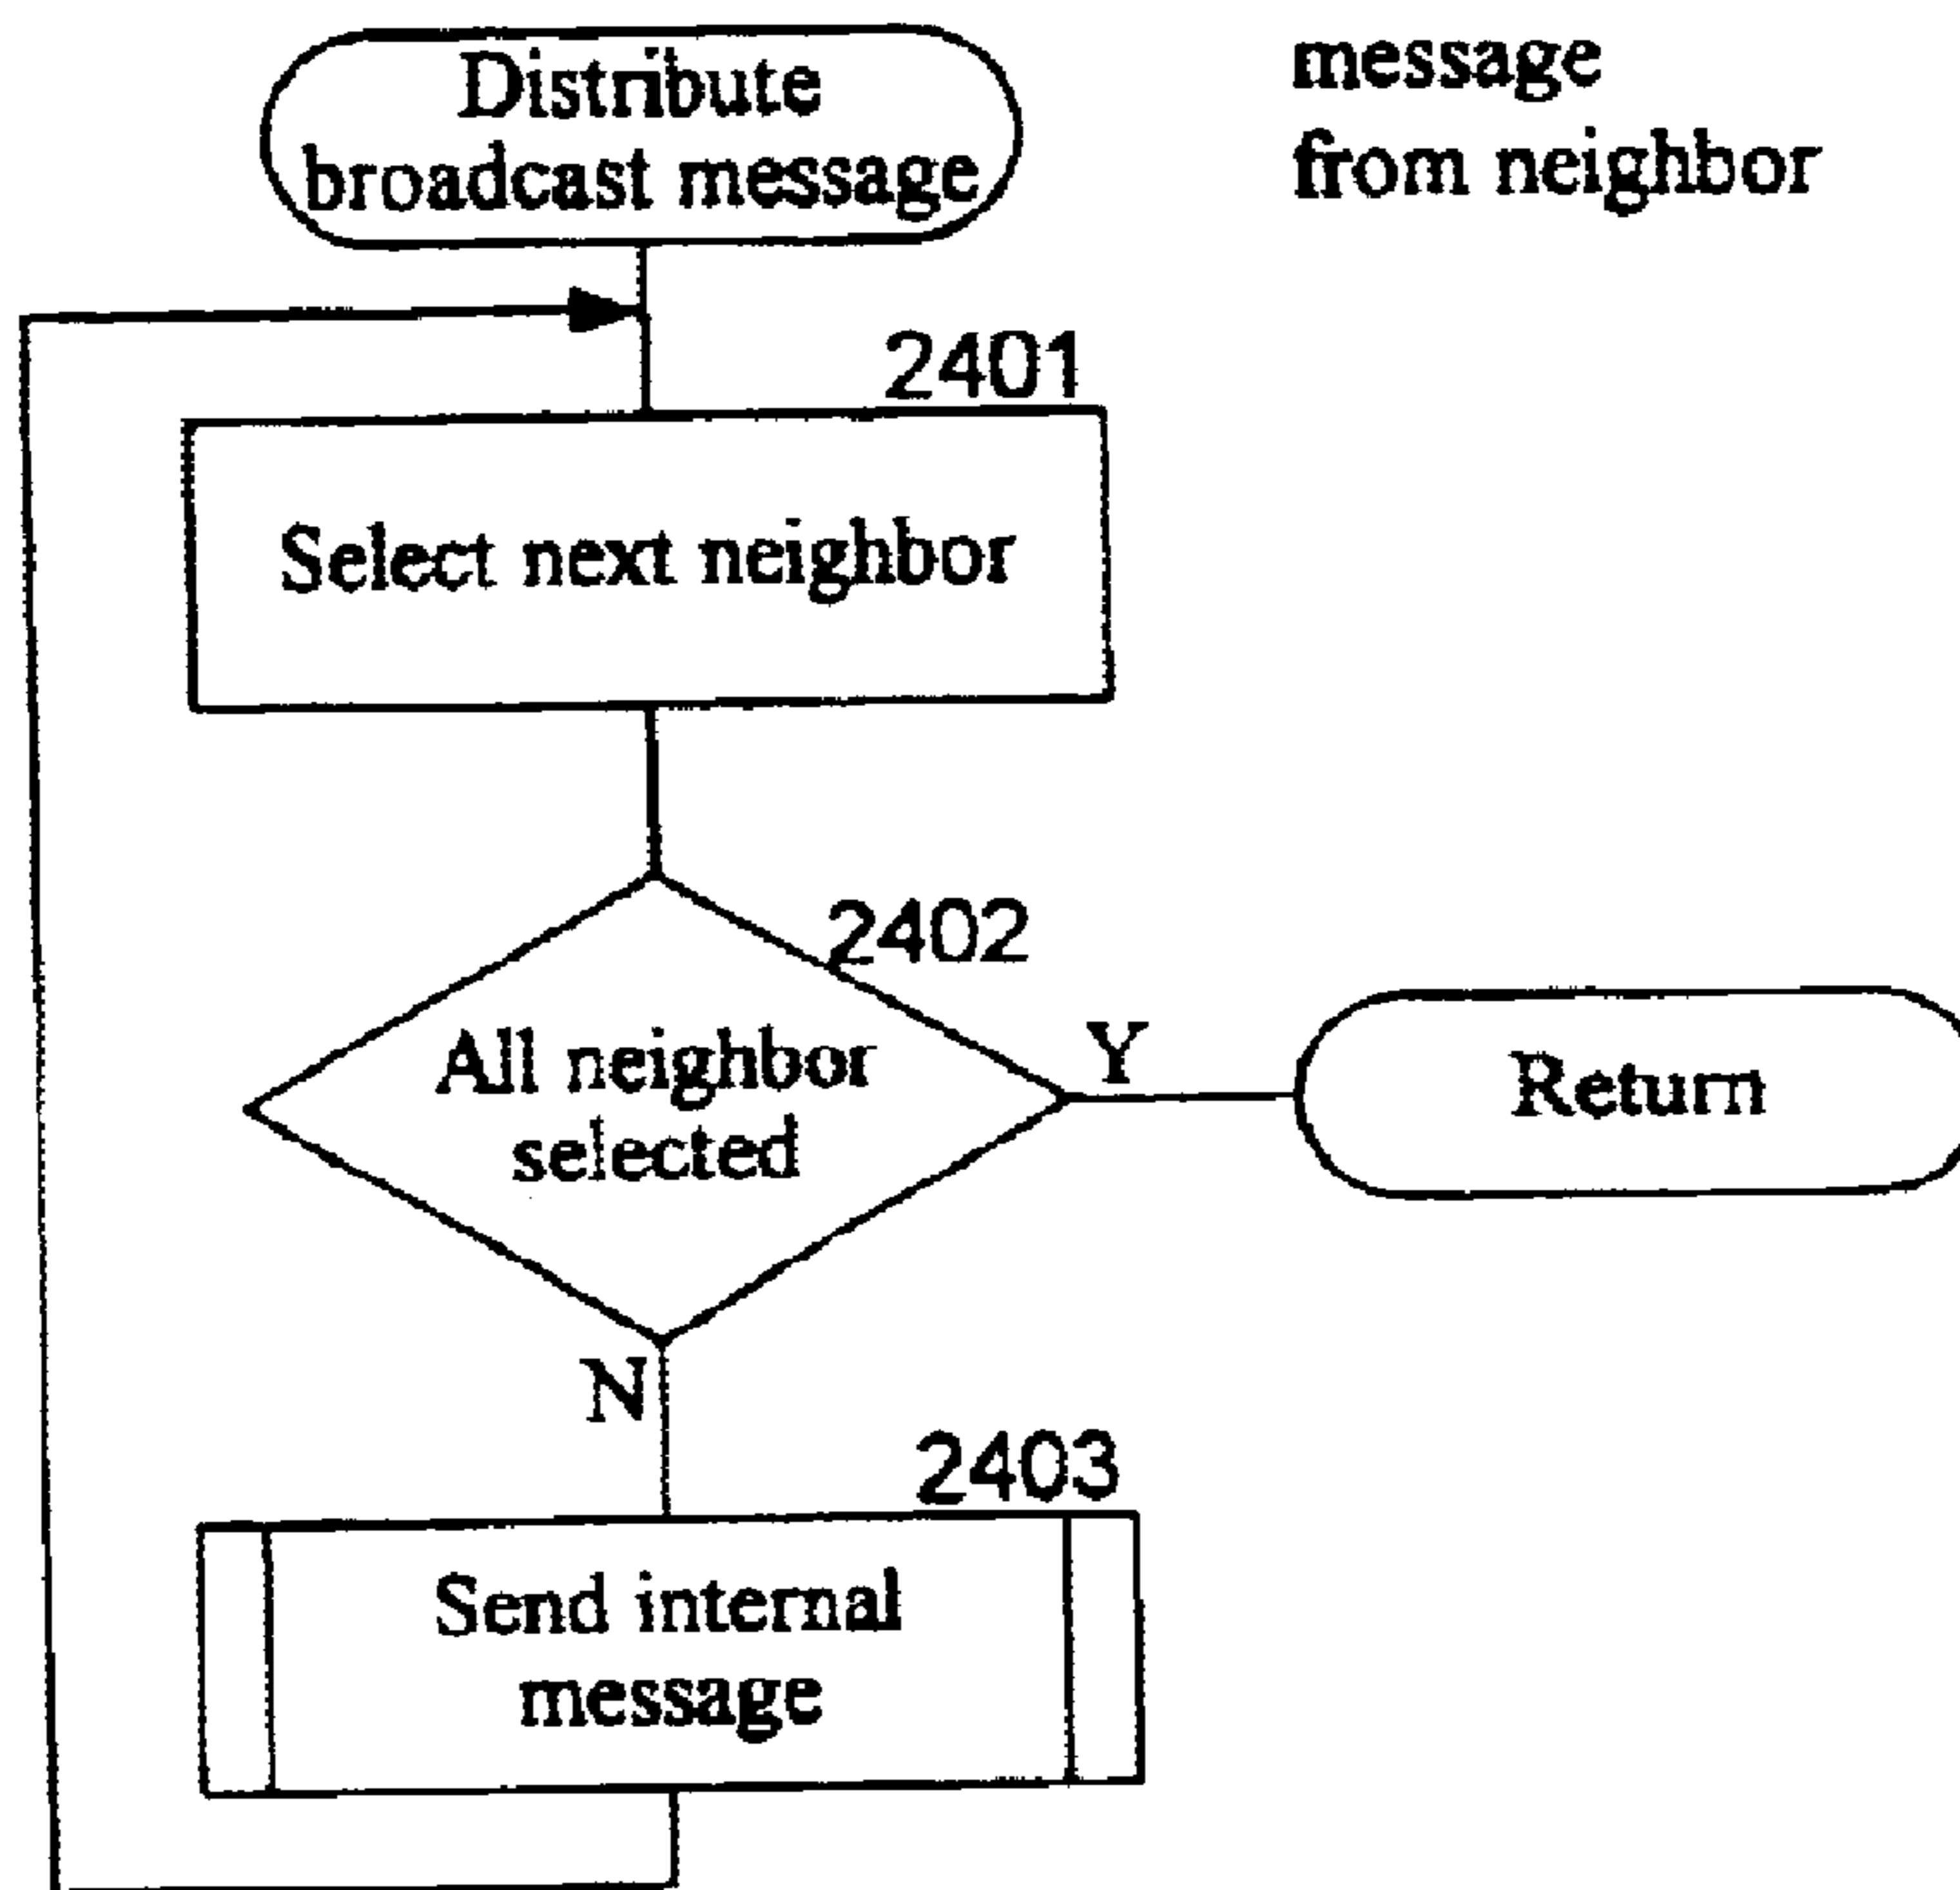 Distribute
broadcast message
message
from neighbor
2401
Select next neighbor
2402
All neighbor
selected
Y
Return
N
2403
Send internal
message